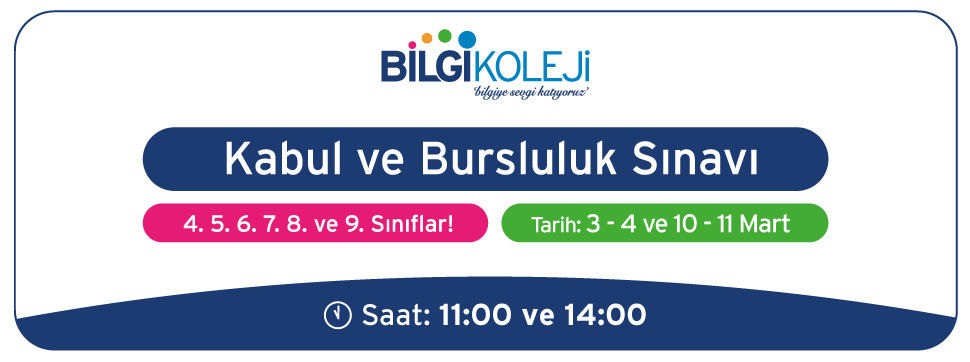 BİLGİKOLEJİ
'bilgiye sevgi katıyoruz'
Kabul ve Bursluluk Sınavı
4. 5. 6. 7. 8. ve 9. Sınıflar!
Tarih: 3 - 4 ve 10 - 11 Mart
Saat: 11:00 ve 14:00